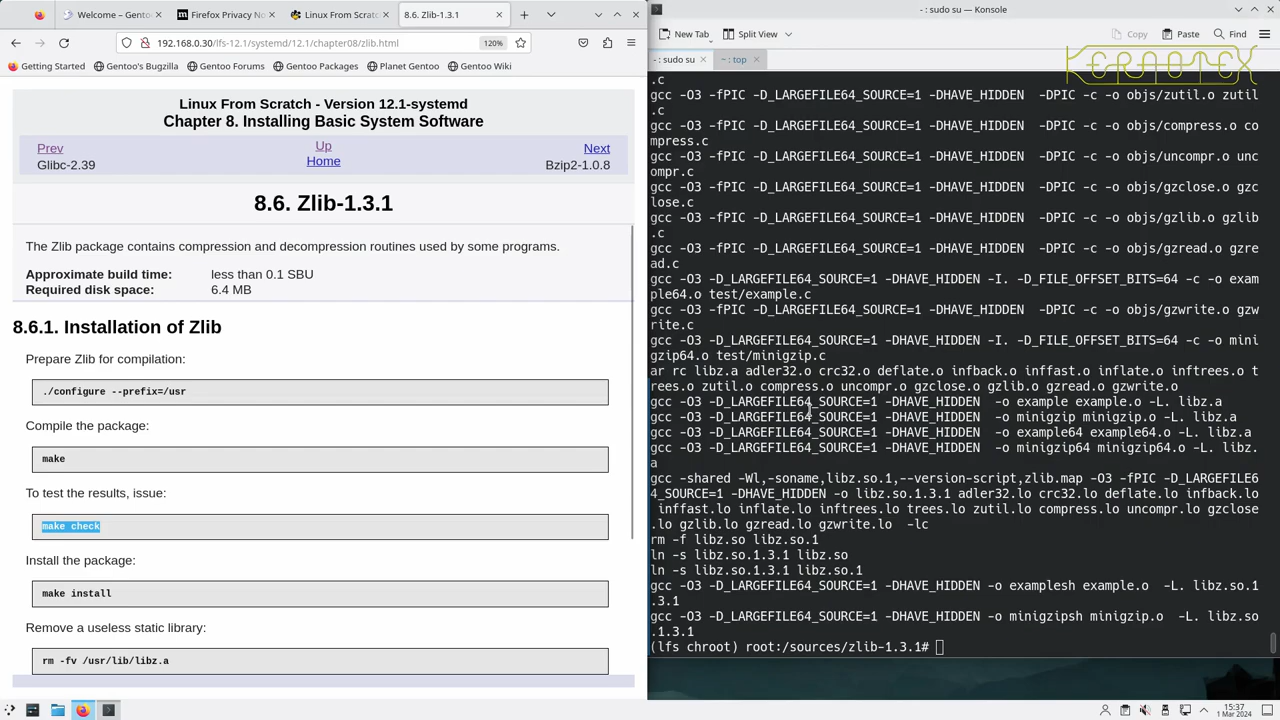 Welcome – Gentoo
Firefox Privacy No
Linux From Scratc
8.6. Zlib-1.3.1
192.168.0.30/lfs-12.1/systemd/12.1/chapter08/zlib.html
120%
Getting Started
Gentoo's Bugzilla
Gentoo Forums
Gentoo Packages
Planet Gentoo
Gentoo Wiki
Linux From Scratch - Version 12.1-systemd
Chapter 8. Installing Basic System Software
Prev
Up
Next
Glibc-2.39
Home
Bzip2-1.0.8
8.6. Zlib-1.3.1
The Zlib package contains compression and decompression routines used by some programs.
Approximate build time: less than 0.1 SBU
Required disk space: 6.4 MB
8.6.1. Installation of Zlib
Prepare Zlib for compilation:
./configure --prefix=/usr
Compile the package:
make
To test the results, issue:
make check
Install the package:
make install
Remove a useless static library:
rm -fv /usr/lib/libz.a
- : sudo su — Konsole
New Tab
Split View
Copy
Paste
Find
- : sudo su
~ : top
KEAOTEX
.c
gcc -O3 -fPIC -D_LARGEFILE64_SOURCE=1 -DHAVE_HIDDEN  -DPIC -c -o objs/zutil.o zutil
.c
gcc -O3 -fPIC -D_LARGEFILE64_SOURCE=1 -DHAVE_HIDDEN  -DPIC -c -o objs/compress.o co
mpress.c
gcc -O3 -fPIC -D_LARGEFILE64_SOURCE=1 -DHAVE_HIDDEN  -DPIC -c -o objs/uncompr.o unc
ompr.c
gcc -O3 -fPIC -D_LARGEFILE64_SOURCE=1 -DHAVE_HIDDEN  -DPIC -c -o objs/gzclose.o gzc
lose.c
gcc -O3 -fPIC -D_LARGEFILE64_SOURCE=1 -DHAVE_HIDDEN  -DPIC -c -o objs/gzlib.o gzlib
.c
gcc -O3 -fPIC -D_LARGEFILE64_SOURCE=1 -DHAVE_HIDDEN  -DPIC -c -o objs/gzread.o gzre
ad.c
gcc -O3 -D_LARGEFILE64_SOURCE=1 -DHAVE_HIDDEN -I. -D_FILE_OFFSET_BITS=64 -c -o exam
ple64.o test/example.c
gcc -O3 -fPIC -D_LARGEFILE64_SOURCE=1 -DHAVE_HIDDEN  -DPIC -c -o objs/gzwrite.o gzw
rite.c
gcc -O3 -D_LARGEFILE64_SOURCE=1 -DHAVE_HIDDEN -I. -D_FILE_OFFSET_BITS=64 -c -o mini
gzip64.o test/minigzip.c
ar rc libz.a adler32.o crc32.o deflate.o infback.o inffast.o inflate.o inftrees.o t
rees.o zutil.o compress.o uncompr.o gzclose.o gzlib.o gzread.o gzwrite.o
gcc -O3 -D_LARGEFILE64_SOURCE=1 -DHAVE_HIDDEN  -o example example.o -L. libz.a
gcc -O3 -D_LARGEFILE64_SOURCE=1 -DHAVE_HIDDEN  -o minigzip minigzip.o -L. libz.a
gcc -O3 -D_LARGEFILE64_SOURCE=1 -DHAVE_HIDDEN  -o example64 example64.o -L. libz.a
gcc -O3 -D_LARGEFILE64_SOURCE=1 -DHAVE_HIDDEN  -o minigzip64 minigzip64.o -L. libz.
a
gcc -shared -Wl,-soname,libz.so.1,--version-script,zlib.map -O3 -fPIC -D_LARGEFILE6
4_SOURCE=1 -DHAVE_HIDDEN -o libz.so.1.3.1 adler32.lo crc32.lo deflate.lo infback.lo
 inffast.lo inflate.lo inftrees.lo trees.lo zutil.lo compress.lo uncompr.lo gzclose
.lo gzlib.lo gzread.lo gzwrite.lo  -lc
rm -f libz.so libz.so.1
ln -s libz.so.1.3.1 libz.so
ln -s libz.so.1.3.1 libz.so.1
gcc -O3 -D_LARGEFILE64_SOURCE=1 -DHAVE_HIDDEN -o examplesh example.o  -L. libz.so.1
.3.1
gcc -O3 -D_LARGEFILE64_SOURCE=1 -DHAVE_HIDDEN -o minigzipsh minigzip.o  -L. libz.so
.1.3.1
(lfs chroot) root:/sources/zlib-1.3.1#
15:37
1 Mar 2024